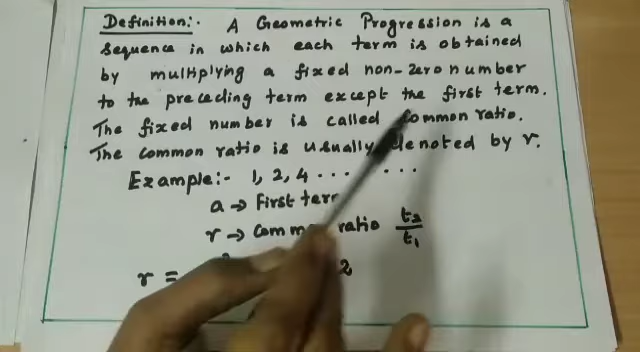 Definition:- A Geometric Progression is a
sequence in which each term is obtained
by multiplying a fixed non-zero number
to the preceding term except the first term.
The fixed number is called Common ratio.
The common ratio is usually denoted by r.
Example:- 1, 2, 4 ........
a → First
r → ratio t₂/t₁
r = 2